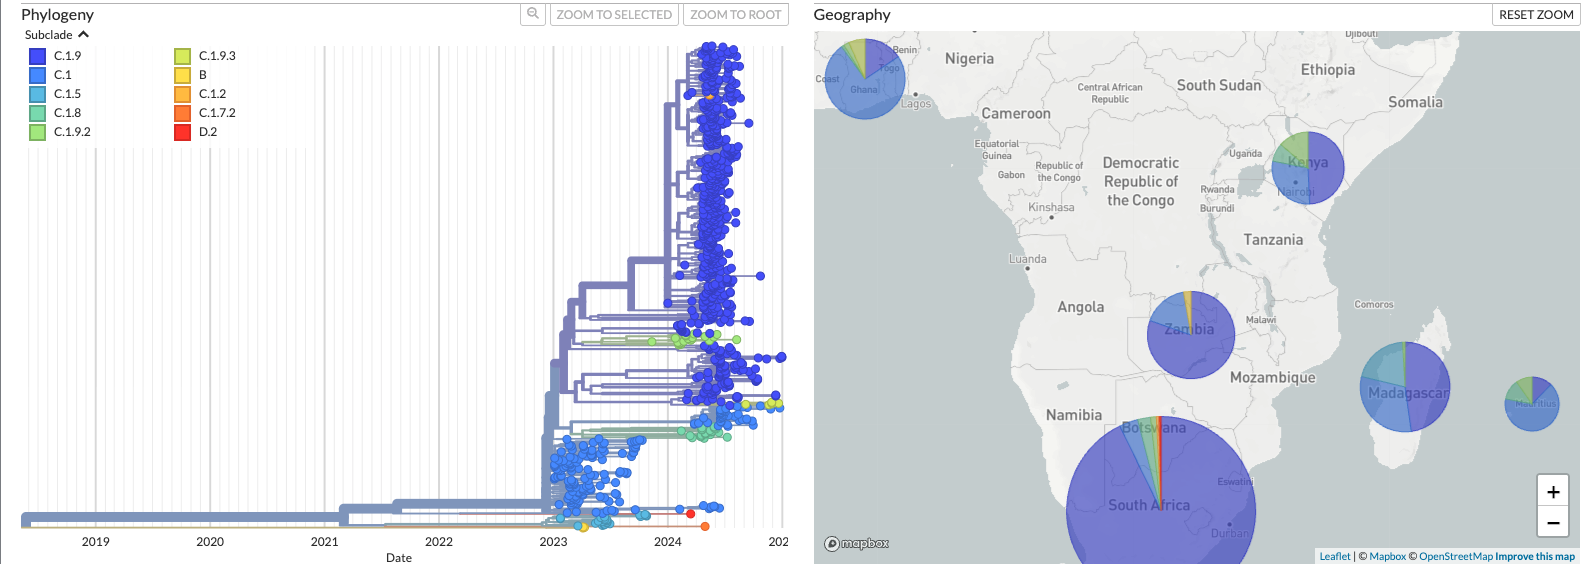 Phylogeny
ZOOM TO SELECTED
ZOOM TO ROOT
Subclade
C.1.9
C.1
C.1.5
C.1.8
C.1.9.2
C.1.9.3
B
C.1.2
C.1.7.2
D.2
2019
2020
2021
2022
2023
2024
202
Date
Geography
RESET ZOOM
Djibouti
Benin
Nigeria
Togo
Coast
Ghana
Lagos
Ethiopia
South Sudan
Central African
Republic
Somalia
Cameroon
Equatorial
Guinea
Gabon
Republic of
the Congo
Democratic
Republic of
the Congo
Uganda
Kenya
Nairobi
Rwanda
Burundi
Kinshasa
Tanzania
Luanda
Angola
Comoros
Malawi
Zambia
Mozambique
Madagascar
Mauritius
Namibia
Botswana
Eswatini
South Africa
Durban
+
−
mapbox
Leaflet | © Mapbox © OpenStreetMap Improve this map